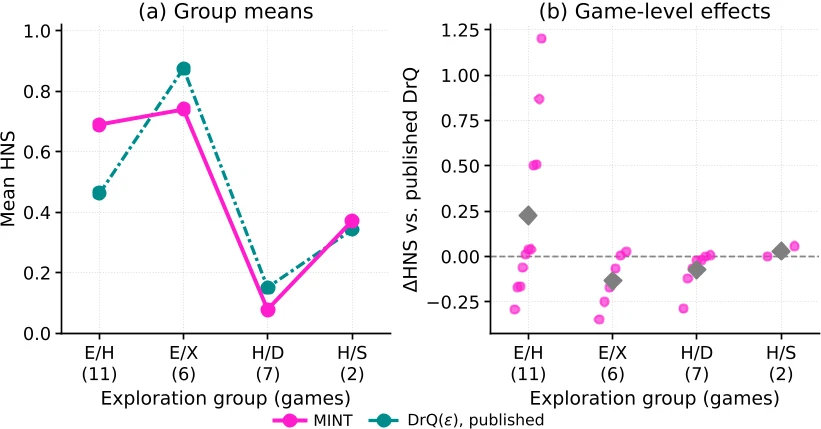 (a) Group means
Mean HNS
1.0
0.8
0.6
0.4
0.2
0.0
E/H
(11)
E/X
(6)
H/D
(7)
H/S
(2)
Exploration group (games)
(b) Game-level effects
ΔHNS vs. published DrQ
1.25
1.00
0.75
0.50
0.25
0.00
−0.25
E/H
(11)
E/X
(6)
H/D
(7)
H/S
(2)
Exploration group (games)
MINT
DrQ(ε), published